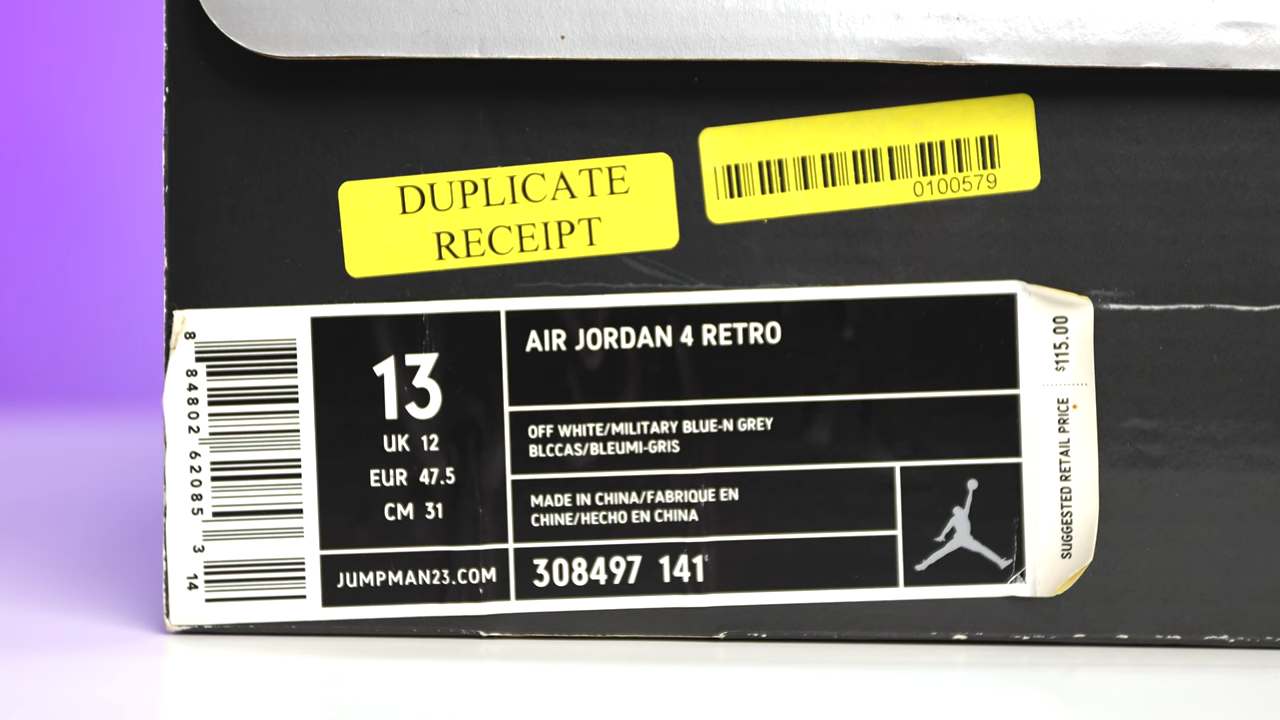 DUPLICATE
RECEIPT
0100579
8 84802 62085 3 14
13
UK 12
EUR 47.5
CM 31
JUMPMAN23.COM
AIR JORDAN 4 RETRO
OFF WHITE/MILITARY BLUE-N GREY
BLCCAS/BLEUMI-GRIS
MADE IN CHINA/FABRIQUE EN
CHINE/HECHO EN CHINA
308497 141
SUGGESTED RETAIL PRICE $115.00